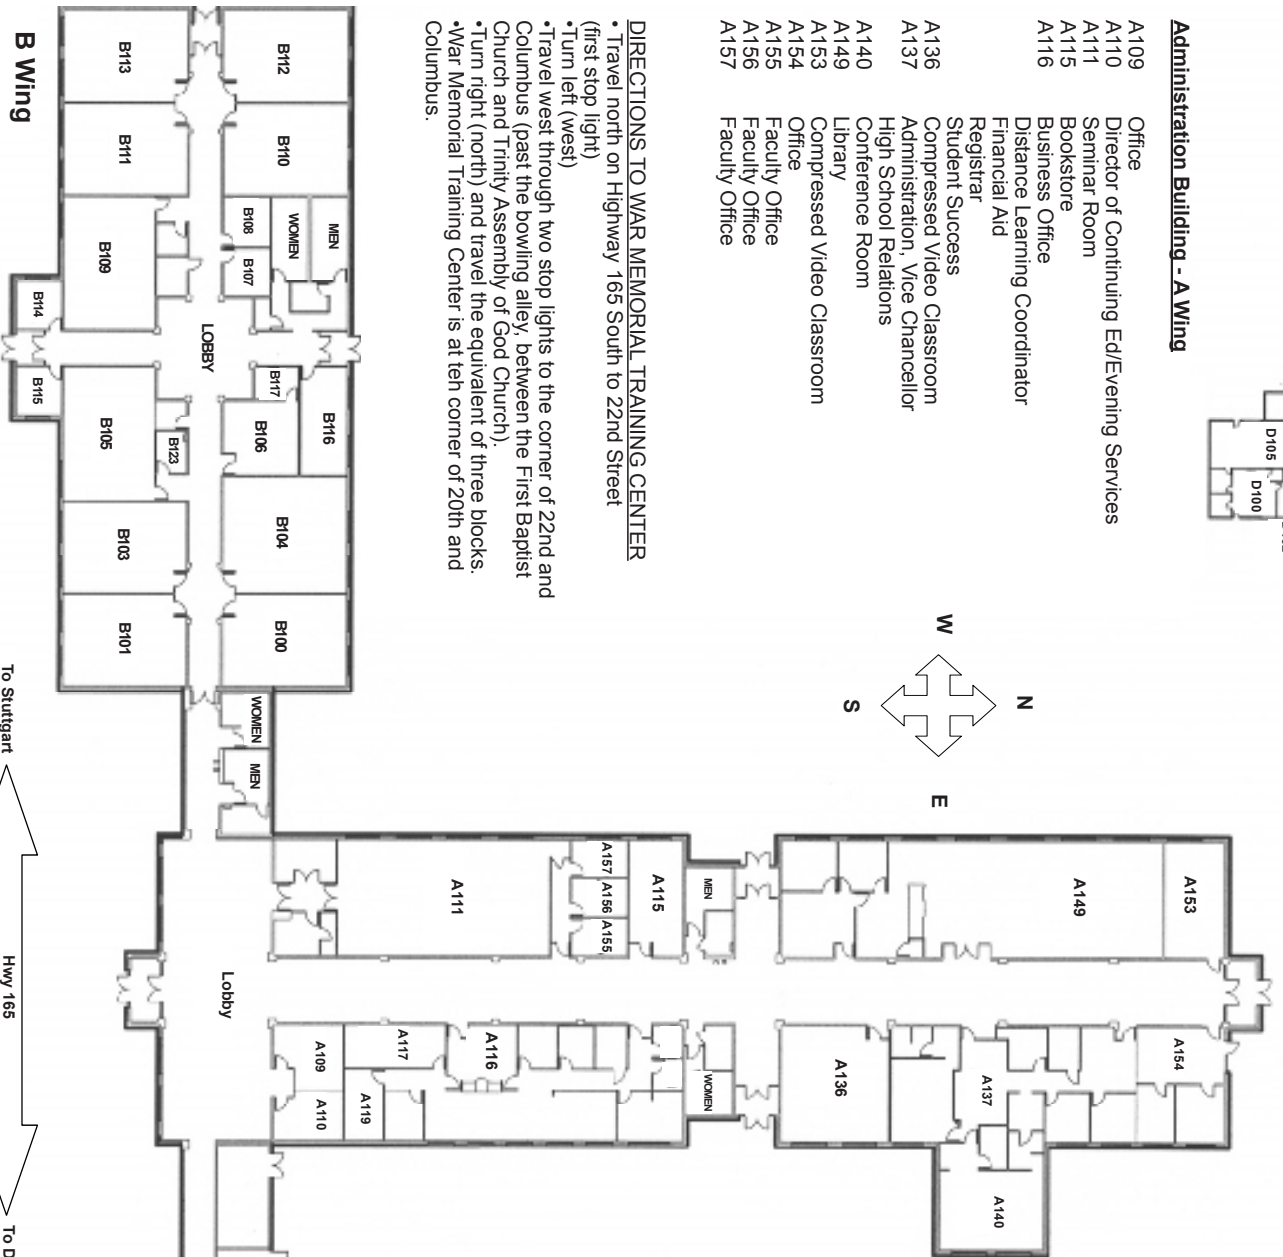 Administration Building - A Wing
A109 Office
A110 Director of Continuing Ed/Evening Services
A111 Seminar Room
A115 Bookstore
A116 Business Office
Distance Learning Coordinator
Financial Aid
Registrar
Student Success
A136 Compressed Video Classroom
A137 Administration, Vice Chancellor
High School Relations
A140 Conference Room
A149 Library
A153 Compressed Video Classroom
A154 Office
A155 Faculty Office
A156 Faculty Office
A157 Faculty Office
DIRECTIONS TO WAR MEMORIAL TRAINING CENTER
• Travel north on Highway 165 South to 22nd Street
(first stop light)
•Turn left (west)
•Travel west through two stop lights to the corner of 22nd and
Columbus (past the bowling alley, between the First Baptist
Church and Trinity Assembly of God Church).
•Turn right (north) and travel the equivalent of three blocks.
•War Memorial Training Center is at teh corner of 20th and
Columbus.
D105
D100
W
N
S
E
B112
B110
MEN
WOMEN
B108
B107
B116
B117
B106
B104
B100
B113
B111
B109
B114
LOBBY
B115
B105
B123
B103
B101
B Wing
WOMEN
MEN
A153
A149
MEN
A115
A157
A156
A155
A111
Lobby
A154
A137
A140
A136
WOMEN
A116
A117
A119
A109
A110
To Stuttgart
Hwy 165
To D